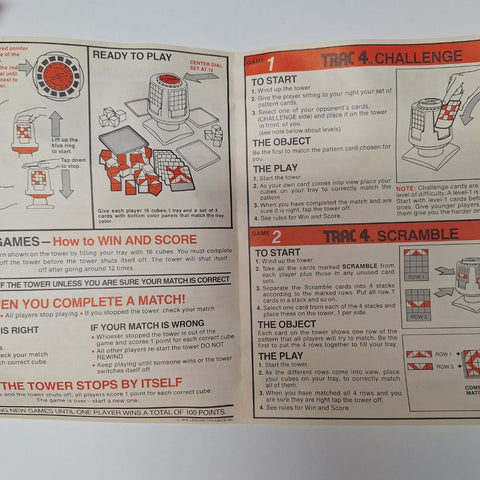 red pointer
e of the
the red
ial until
next to
Lift up the
blue ring
to start.
Tap down
to stop.
READY TO PLAY
CENTER DIAL
SET AT 12
Give each player 16 cubes, 1 tray and a set of 4
cards with bottom color panels that match the tray
color.
GAMES—How to WIN AND SCORE
rn shown on the tower by filling your tray with 16 cubes. You must complete
off the tower before the tower shuts itself off. The tower will shut itself
off after going around 12 times.
FF THE TOWER UNLESS YOU ARE SURE YOUR MATCH IS CORRECT
EN YOU COMPLETE A MATCH!
• All players stop playing • If you stopped the tower, check your match
IS RIGHT
check your match
each correct cube
IF YOUR MATCH IS WRONG
• Whoever stopped the tower is out of the
game and scores 1 point for each correct cube
• All other players re-start the tower DO NOT
REWIND
• Keep playing until someone wins or the tower
switches itself off
THE TOWER STOPS BY ITSELF
and the tower shuts off, all players score 1 point for each correct cube
The game is over - start a new one.
NG NEW GAMES UNTIL ONE PLAYER WINS A TOTAL OF 100 POINTS.
GAME 1 TRAC 4 CHALLENGE
TO START
1. Wind up the tower
2. Give the player sitting to your right your set of
pattern cards.
3. Select one of your opponent's cards,
(CHALLENGE side) and place it on the tower
in front of you.
(see note below about levels)
THE OBJECT
Be the first to match the pattern card chosen for
you.
THE PLAY
1. Start the tower.
2. As your own card comes into view place your
cubes on your tray to correctly match the
pattern.
3. When you have completed the match and are
sure it is right, tap the tower off.
4. See rules for Win and Score.
NOTE: Challenge cards are
level of difficulty. A level-1 is
Start with level-1 cards before
ones. Give younger players
them give you the harder on
GAME 2 TRAC 4 SCRAMBLE
TO START
1. Wind up the tower.
2. Take all the cards marked SCRAMBLE from
each player plus those in any unused card
sets.
3. Separate the Scramble cards into 4 stacks
according to the marked rows. Put all row 1
cards in a stack and so on.
4. Select one card from each of the 4 stacks and
place these on the tower, 1 per side.
THE OBJECT
Each card on the tower shows one row of the
pattern that all players will try to match. Be the
first to put the 4 rows together to fill your tray.
THE PLAY
1. Start the tower.
2. As the different rows come into view, place
your cubes on your tray, to correctly match
all of them.
3. When you have matched all 4 rows and you
are sure they are right tap the tower off.
4. See rules for Win and Score.
ROW 1
ROW 3
ROW 1
ROW 3
COM
MATC